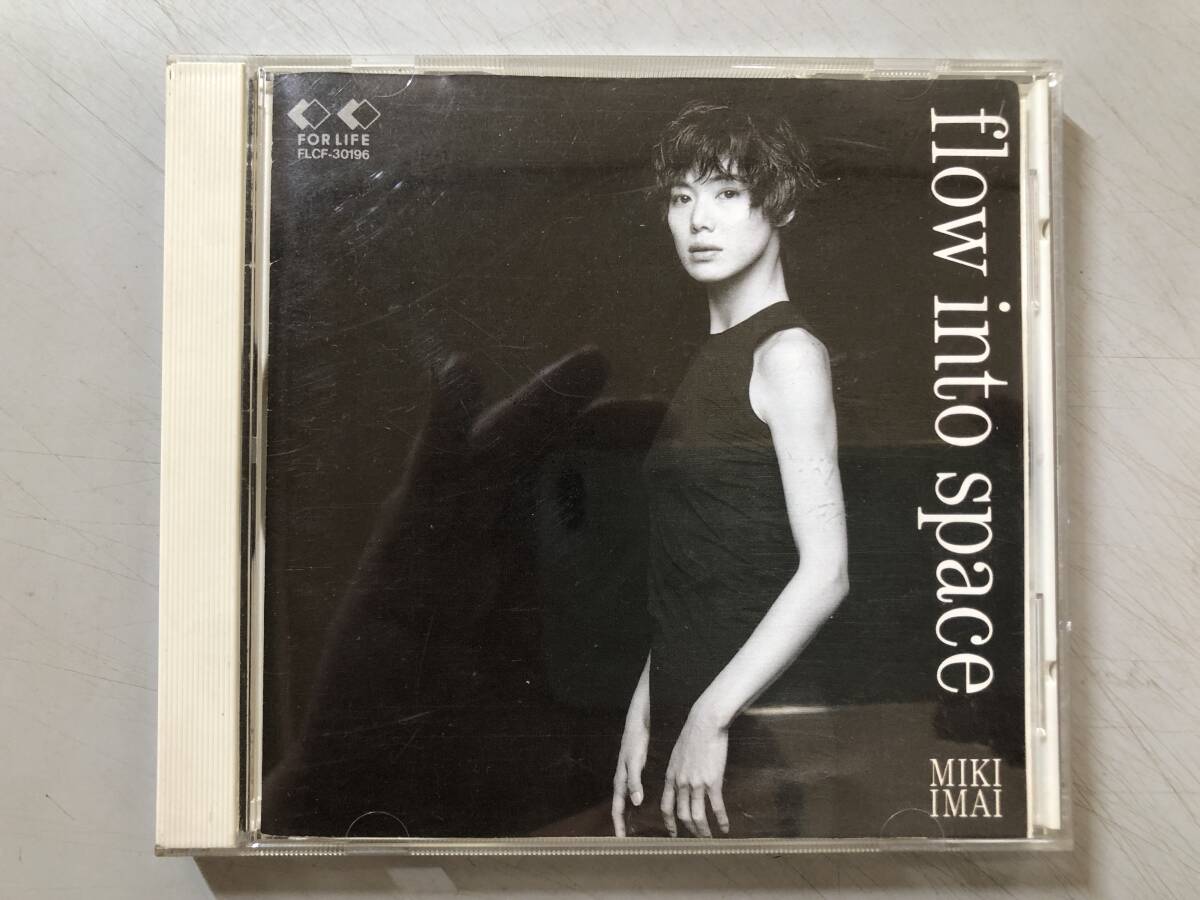 FOR LIFE
FLCF-30196
flow into space
MIKI
IMAI